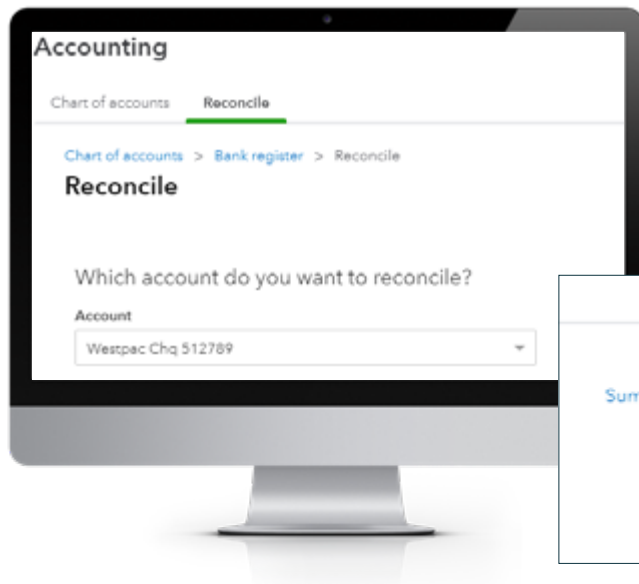 Accounting
Chart of accounts Reconcile
Chart of accounts > Bank register > Reconcile
Reconcile
Which account do you want to reconcile?
Account
Westpac Chq 512789
Sum